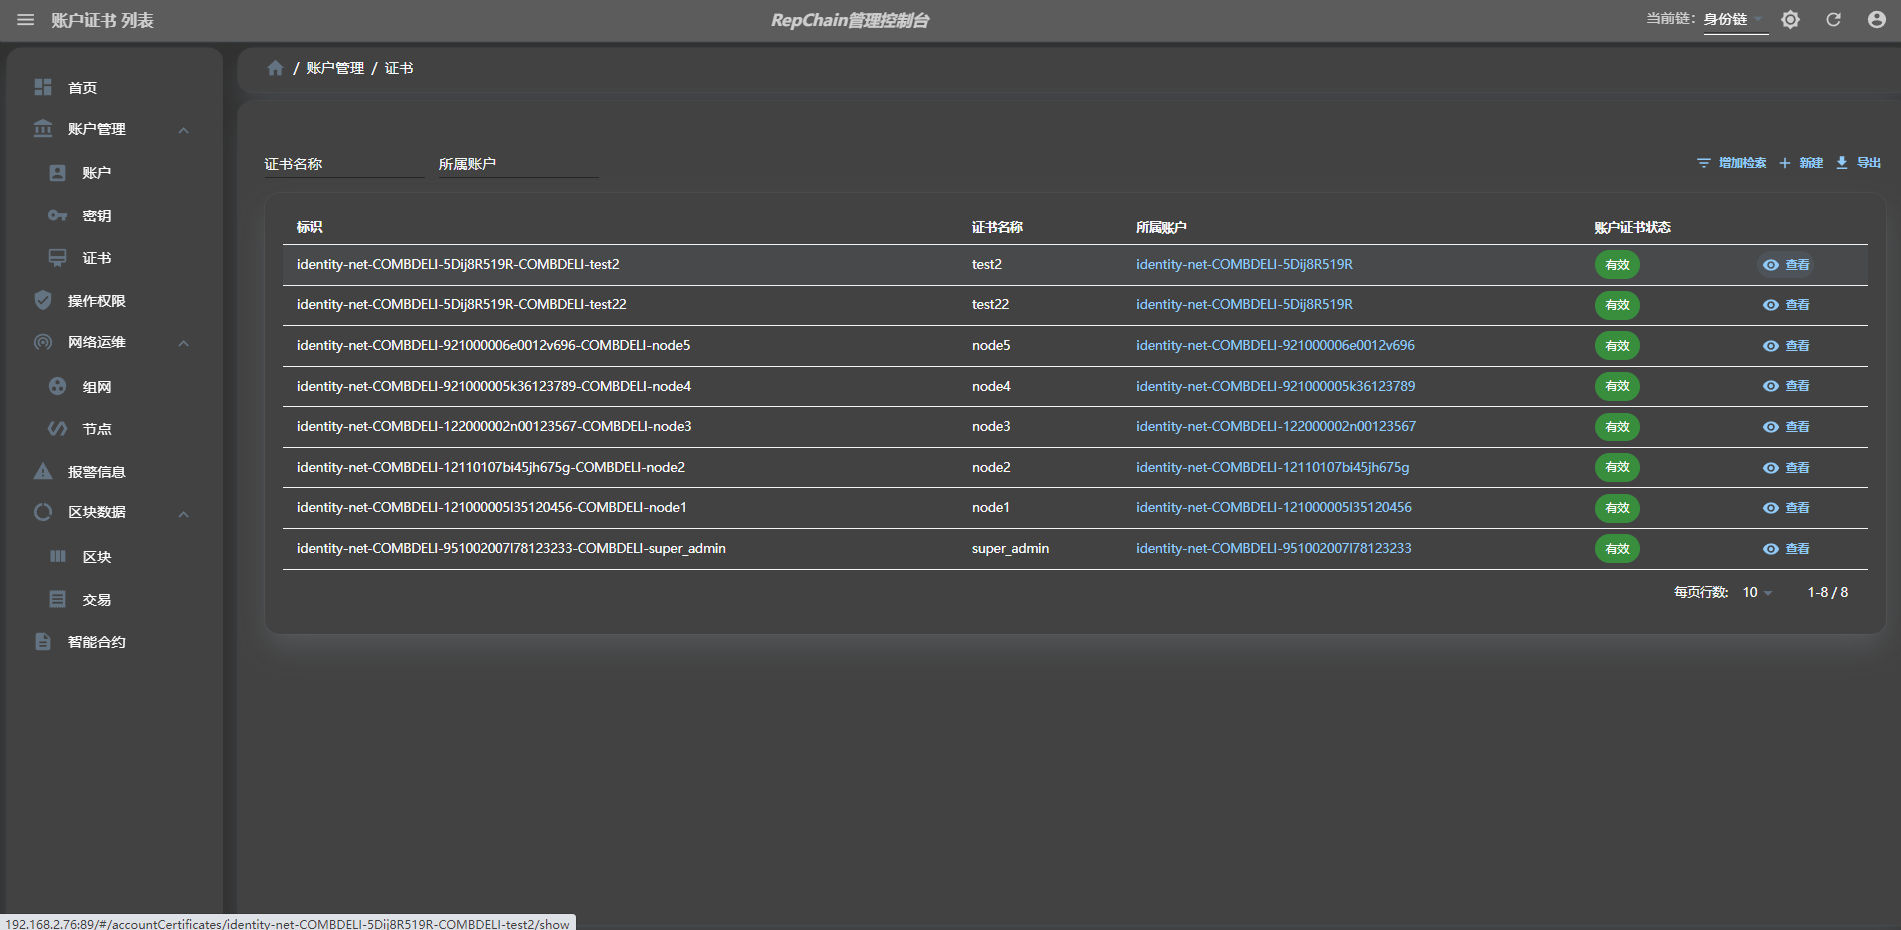 账户证书 列表
RepChain管理控制台
当前链: 身份链
首页
账户管理
账户
密钥
证书
操作权限
网络运维
组网
节点
报警信息
区块数据
区块
交易
智能合约
/ 账户管理 / 证书
证书名称 所属账户
增加检索 新建 导出
标识 证书名称 所属账户 账户证书状态
identity-net-COMBDELI-5Dij8R519R-COMBDELI-test2 test2 identity-net-COMBDELI-5Dij8R519R 有效 查看
identity-net-COMBDELI-5Dij8R519R-COMBDELI-test22 test22 identity-net-COMBDELI-5Dij8R519R 有效 查看
identity-net-COMBDELI-921000006e0012v696-COMBDELI-node5 node5 identity-net-COMBDELI-921000006e0012v696 有效 查看
identity-net-COMBDELI-921000005k36123789-COMBDELI-node4 node4 identity-net-COMBDELI-921000005k36123789 有效 查看
identity-net-COMBDELI-122000002n00123567-COMBDELI-node3 node3 identity-net-COMBDELI-122000002n00123567 有效 查看
identity-net-COMBDELI-12110107bi45jh675g-COMBDELI-node2 node2 identity-net-COMBDELI-12110107bi45jh675g 有效 查看
identity-net-COMBDELI-121000005l35120456-COMBDELI-node1 node1 identity-net-COMBDELI-121000005l35120456 有效 查看
identity-net-COMBDELI-951002007l78123233-COMBDELI-super_admin super_admin identity-net-COMBDELI-951002007l78123233 有效 查看
每页行数: 10 1-8 / 8
192.168.2.76:89/#/accountCertificates/identity-net-COMBDELI-5Dij8R519R-COMBDELI-test2/show